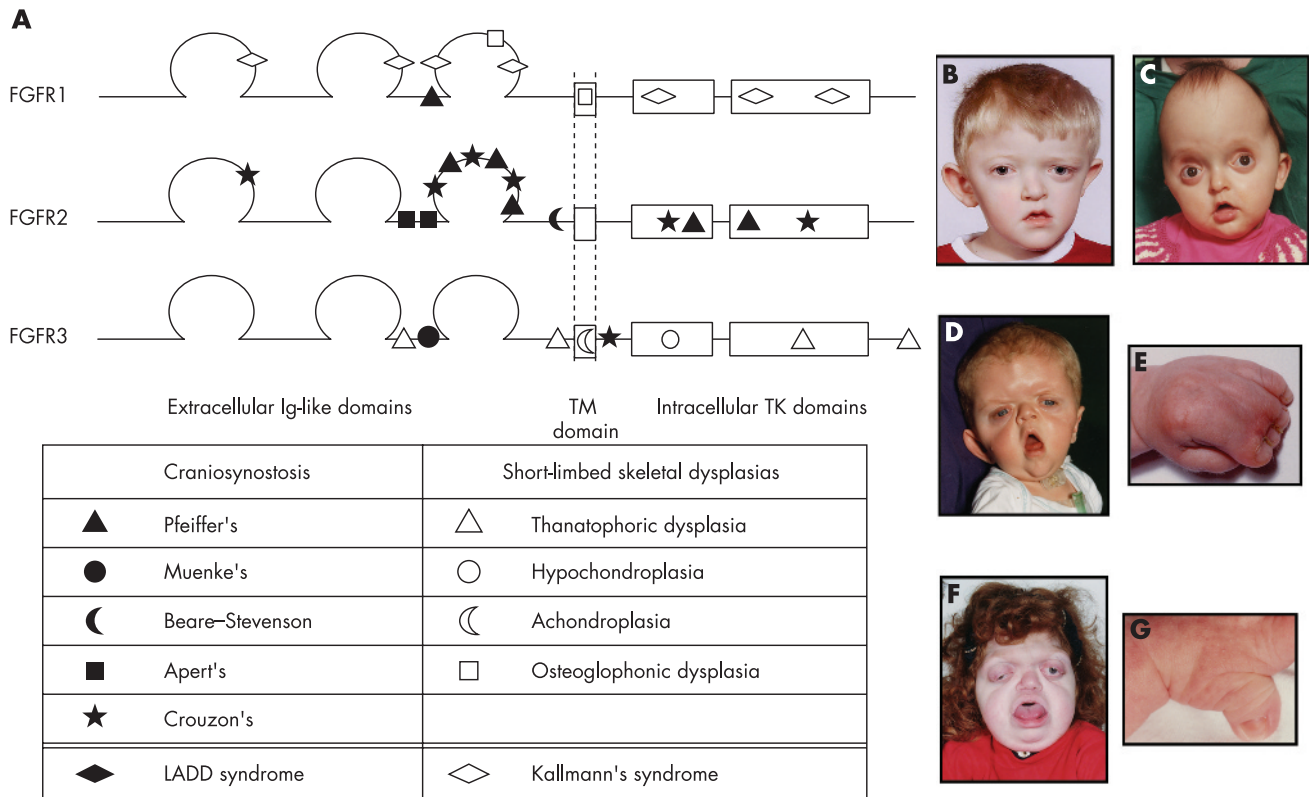 A
FGFR1
FGFR2
FGFR3
Extracellular Ig-like domains
TM
domain
Intracellular TK domains
Craniosynostosis
Short-limbed skeletal dysplasias
Pfeiffer's
Thanatophoric dysplasia
Muenke's
Hypochondroplasia
Beare–Stevenson
Achondroplasia
Apert's
Osteoglophonic dysplasia
Crouzon's
LADD syndrome
Kallmann's syndrome
B
C
D
E
F
G